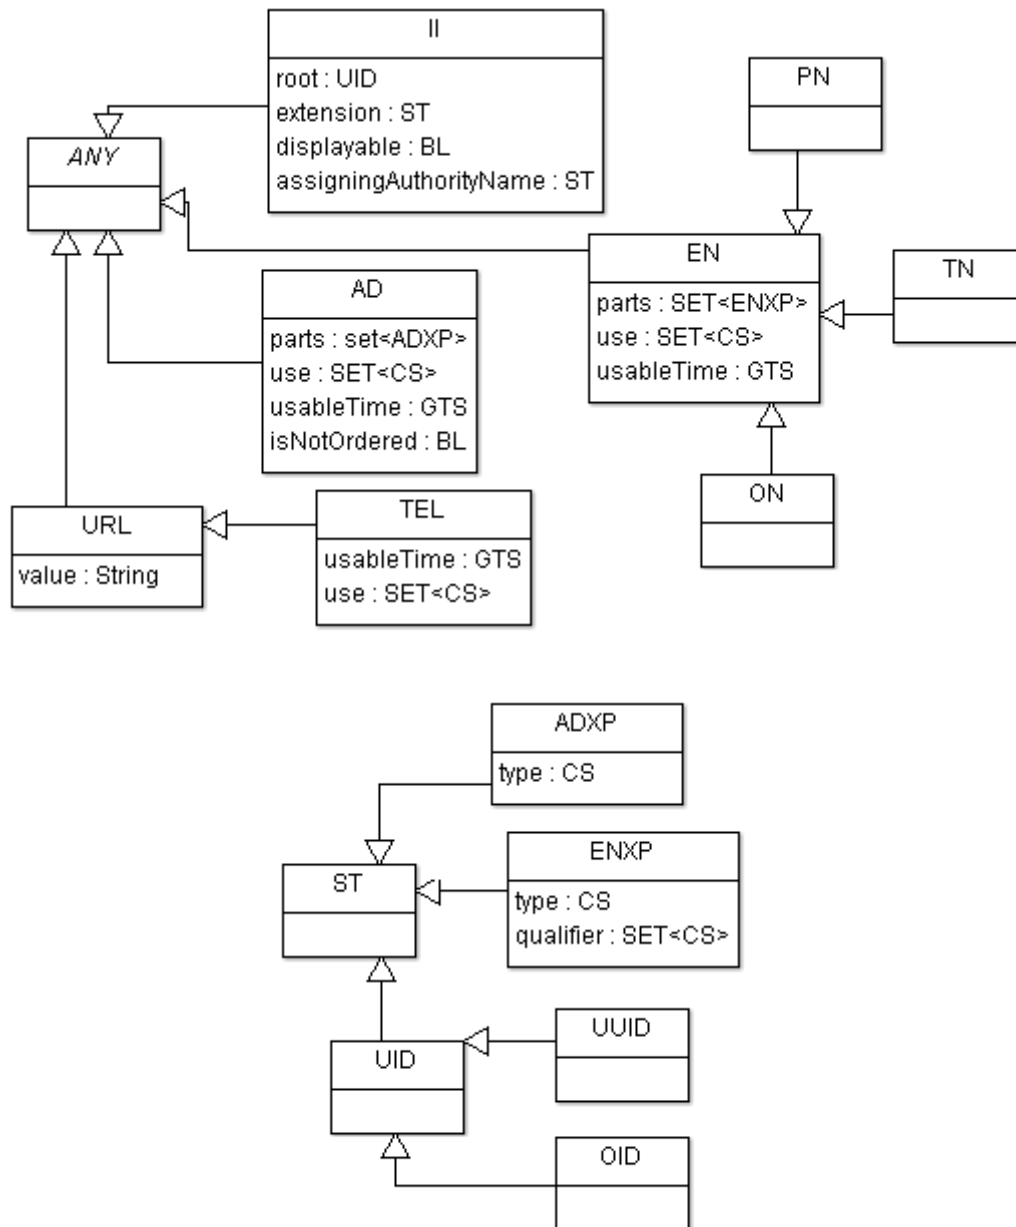 II
root : UID
extension : ST
displayable : BL
assigningAuthorityName : ST
PN
ANY
EN
parts : SET<ENXP>
use : SET<CS>
usableTime : GTS
TN
AD
parts : set<ADXP>
use : SET<CS>
usableTime : GTS
isNotOrdered : BL
ON
URL
value : String
TEL
usableTime : GTS
use : SET<CS>
ADXP
type : CS
ST
ENXP
type : CS
qualifier : SET<CS>
UID
UUID
OID